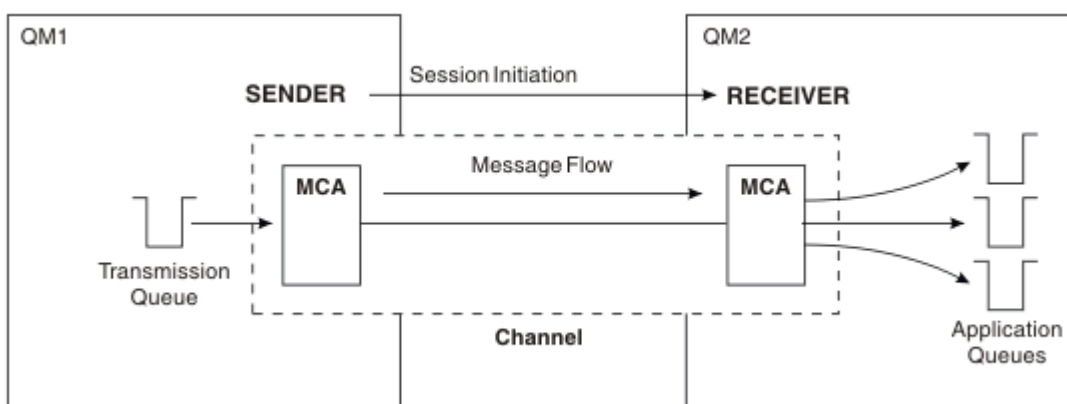 QM1
QM2
Session Initiation
SENDER
RECEIVER
Message Flow
MCA
MCA
Transmission
Queue
Channel
Application
Queues